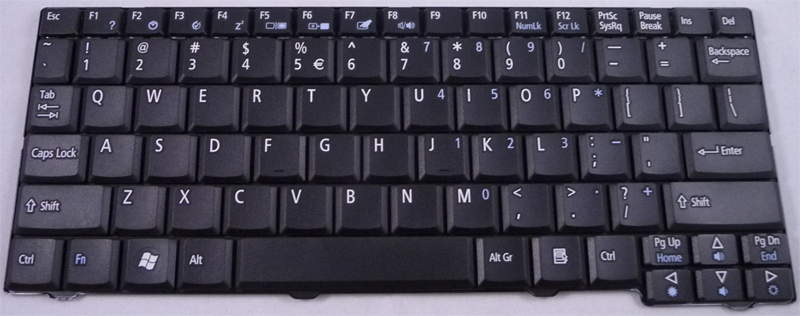 Esc F1 F2 F3 F4 F5 F6 F7 F8 F9 F10 F11 F12 PrtSc Pause Ins Del
? z NumLk Scr Lk SysRq Break
~ ! @ # $ % ^ & 7 * 8 ( 9 ) / — + Backspace
` 1 2 3 4 5 € 6 7 8 9 0 - =
Tab Q W E R T Y U 4 I 5 O 6 P * { } |
[ ] \
Caps Lock A S D F G H J 1 K 2 L 3 : - " Enter
; '
Shift Z X C V B N M 0 < > . ? + Shift
, . /
Ctrl Fn Alt Alt Gr Ctrl Pg Up Pg Dn
Home End